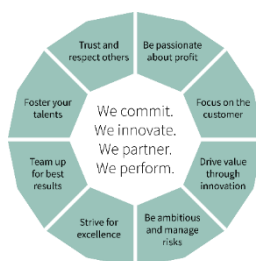 Trust and
respect others
Be passionate
about profit
Focus on the
customer
Drive value
through
innovation
Be ambitious
and manage
risks
Strive for
excellence
Team up
for best
results
Foster your
talents
We commit.
We innovate.
We partner.
We perform.